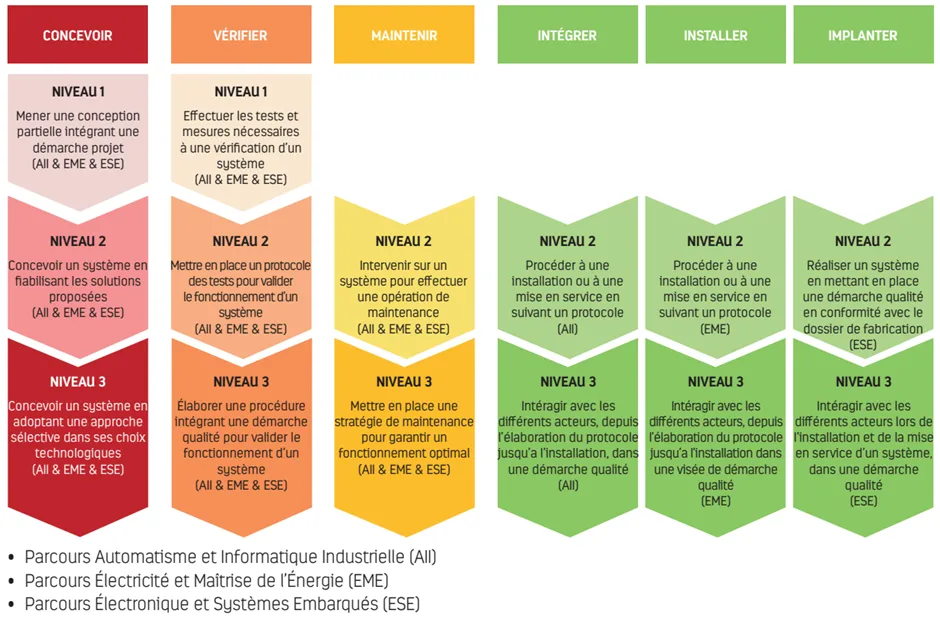 CONCEVOIR
VÉRIFIER
MAINTENIR
INTÉGRER
INSTALLER
IMPLANTER
NIVEAU 1
Mener une conception
partielle intégrant une
démarche projet
(AII & EME & ESE)
NIVEAU 1
Effectuer les tests et
mesures nécessaires
à une vérification d'un
système
(AII & EME & ESE)
NIVEAU 2
Concevoir un système en
fiabilisant les solutions
proposées
(AII & EME & ESE)
NIVEAU 2
Mettre en place un protocole
des tests pour valider
le fonctionnement d'un
système
(AII & EME & ESE)
NIVEAU 2
Intervenir sur un
système pour effectuer
une opération de
maintenance
(AII & EME & ESE)
NIVEAU 2
Procéder à une
installation ou à une
mise en service en
suivant un protocole
(AII)
NIVEAU 2
Procéder à une
installation ou à une
mise en service en
suivant un protocole
(EME)
NIVEAU 2
Réaliser un système
en mettant en place
une démarche qualité
en conformité avec le
dossier de fabrication
(ESE)
NIVEAU 3
Concevoir un système en
adoptant une approche
sélective dans ses choix
technologiques
(AII & EME & ESE)
NIVEAU 3
Élaborer une procédure
intégrant une démarche
qualité pour valider le
fonctionnement d'un
système
(AII & EME & ESE)
NIVEAU 3
Mettre en place une
stratégie de maintenance
pour garantir un
fonctionnement optimal
(AII & EME & ESE)
NIVEAU 3
Intéragir avec les
différents acteurs, depuis
l'élaboration du protocole
jusqu'a l'installation, dans
une démarche qualité
(AII)
NIVEAU 3
Intéragir avec les
différents acteurs, depuis
l'élaboration du protocole
jusqu'a l'installation dans
une visée de démarche
qualité
(EME)
NIVEAU 3
Intéragir avec les
différents acteurs lors de
l'installation et de la mise
en service d'un système,
dans une démarche
qualité
(ESE)
• Parcours Automatisme et Informatique Industrielle (AII)
• Parcours Électricité et Maîtrise de l'Énergie (EME)
• Parcours Électronique et Systèmes Embarqués (ESE)